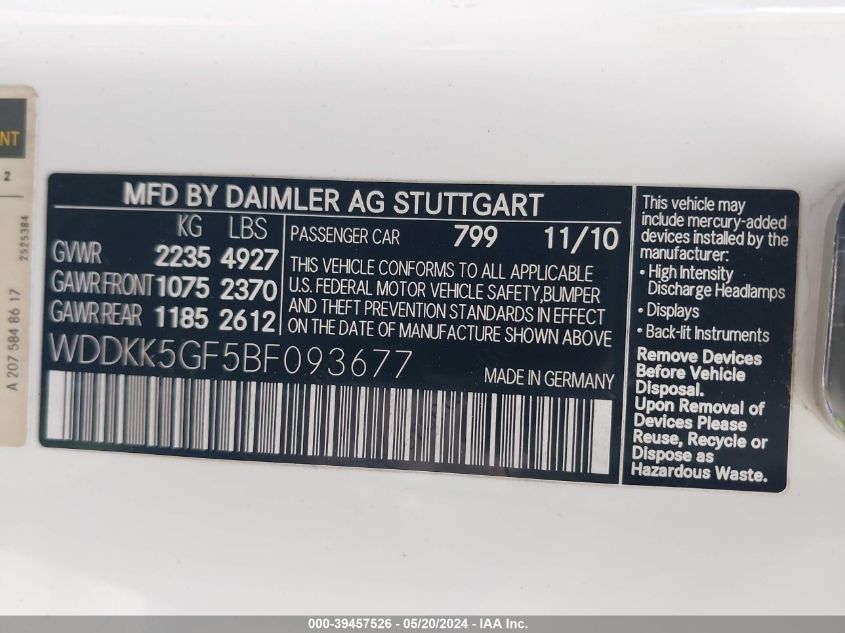 NT
2
2525384
A 207 584 86 17
MFD BY DAIMLER AG STUTTGART
KG LBS
GVWR 2235 4927
GAWR FRONT 1075 2370
GAWR REAR 1185 2612
PASSENGER CAR 799 11/10
THIS VEHICLE CONFORMS TO ALL APPLICABLE
U.S. FEDERAL MOTOR VEHICLE SAFETY,BUMPER
AND THEFT PREVENTION STANDARDS IN EFFECT
ON THE DATE OF MANUFACTURE SHOWN ABOVE
WDDKK5GF5BF093677
MADE IN GERMANY
This vehicle may
include mercury-added
devices installed by the
manufacturer:
• High Intensity
Discharge Headlamps
• Displays
• Back-lit Instruments
Remove Devices
Before Vehicle
Disposal.
Upon Removal of
Devices Please
Reuse, Recycle or
Dispose as
Hazardous Waste.
000-39457526 - 05/20/2024 - IAA Inc.